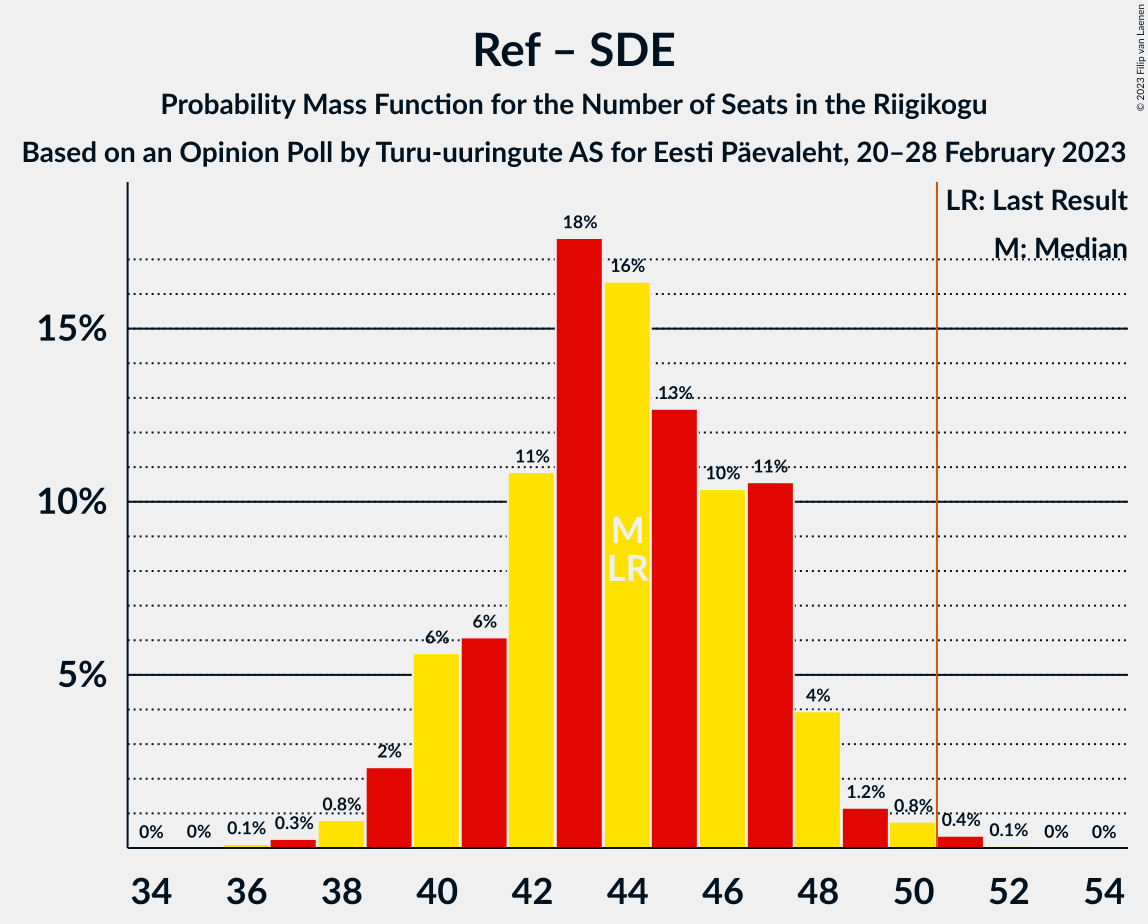 Ref – SDE
Probability Mass Function for the Number of Seats in the Riigikogu
Based on an Opinion Poll by Turu-uuringute AS for Eesti Päevaleht, 20–28 February 2023
© 2023 Filip van Laenen
LR: Last Result
M: Median
15%
10%
5%
0% 0% 0.1% 0.3% 0.8% 2% 6% 6% 11% 18% 16% 13% 10% 11% 4% 1.2% 0.8% 0.4% 0.1% 0% 0%
M
LR
34 36 38 40 42 44 46 48 50 52 54